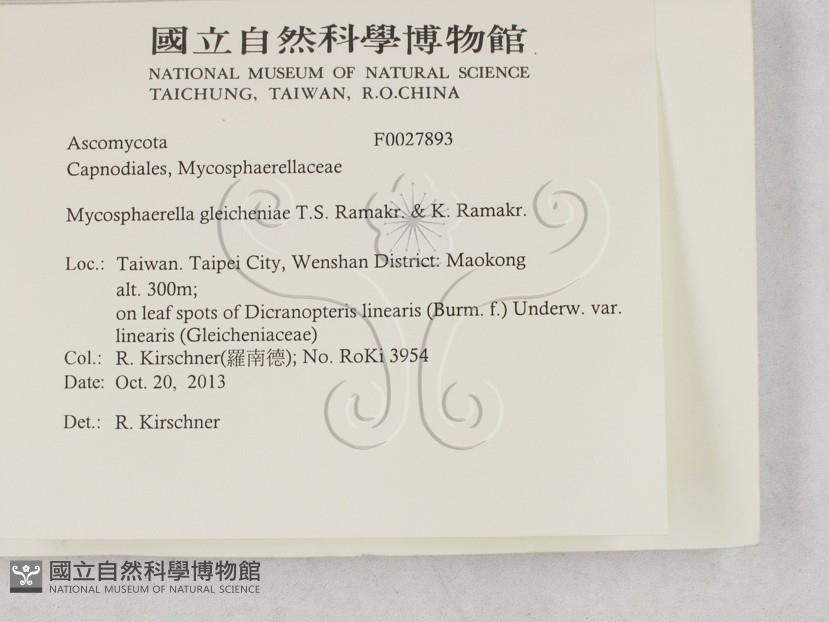 國立自然科學博物館
NATIONAL MUSEUM OF NATURAL SCIENCE
TAICHUNG, TAIWAN, R.O.CHINA
Ascomycota F0027893
Capnodiales, Mycosphaerellaceae
Mycosphaerella gleicheniae T.S. Ramakr. & K. Ramakr.
Loc.: Taiwan. Taipei City, Wenshan District: Maokong
alt. 300m;
on leaf spots of Dicranopteris linearis (Burm. f.) Underw. var.
linearis (Gleicheniaceae)
Col.: R. Kirschner(羅南德); No. RoKi 3954
Date: Oct. 20, 2013
Det.: R. Kirschner
國立自然科學博物館
NATIONAL MUSEUM OF NATURAL SCIENCE